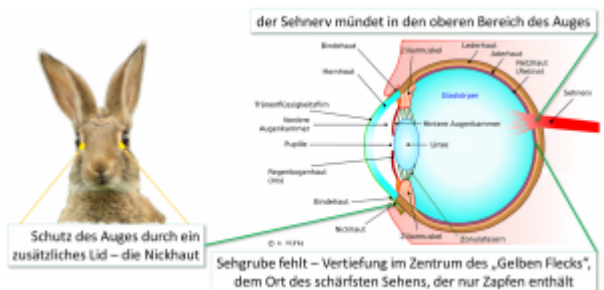 der Sehnerv mündet in den oberen Bereich des Auges
Bindehaut
Ziliarmuskel
Lederhaut
Aderhaut
Netzhaut
(Retina)
Hornhaut
Glaskörper
Sehnerv
Tränenflüssigkeitsfilm
Vordere
Augenkammer
Hintere Augenkammer
Pupille
Linse
Regenbogenhaut
(Iris)
Bindehaut
Nickhaut
Ziliarmuskel
Zonulafasern
Schutz des Auges durch ein
zusätzliches Lid – die Nickhaut
Sehgrube fehlt – Vertiefung im Zentrum des „Gelben Flecks“,
dem Ort des schärfsten Sehens, der nur Zapfen enthält